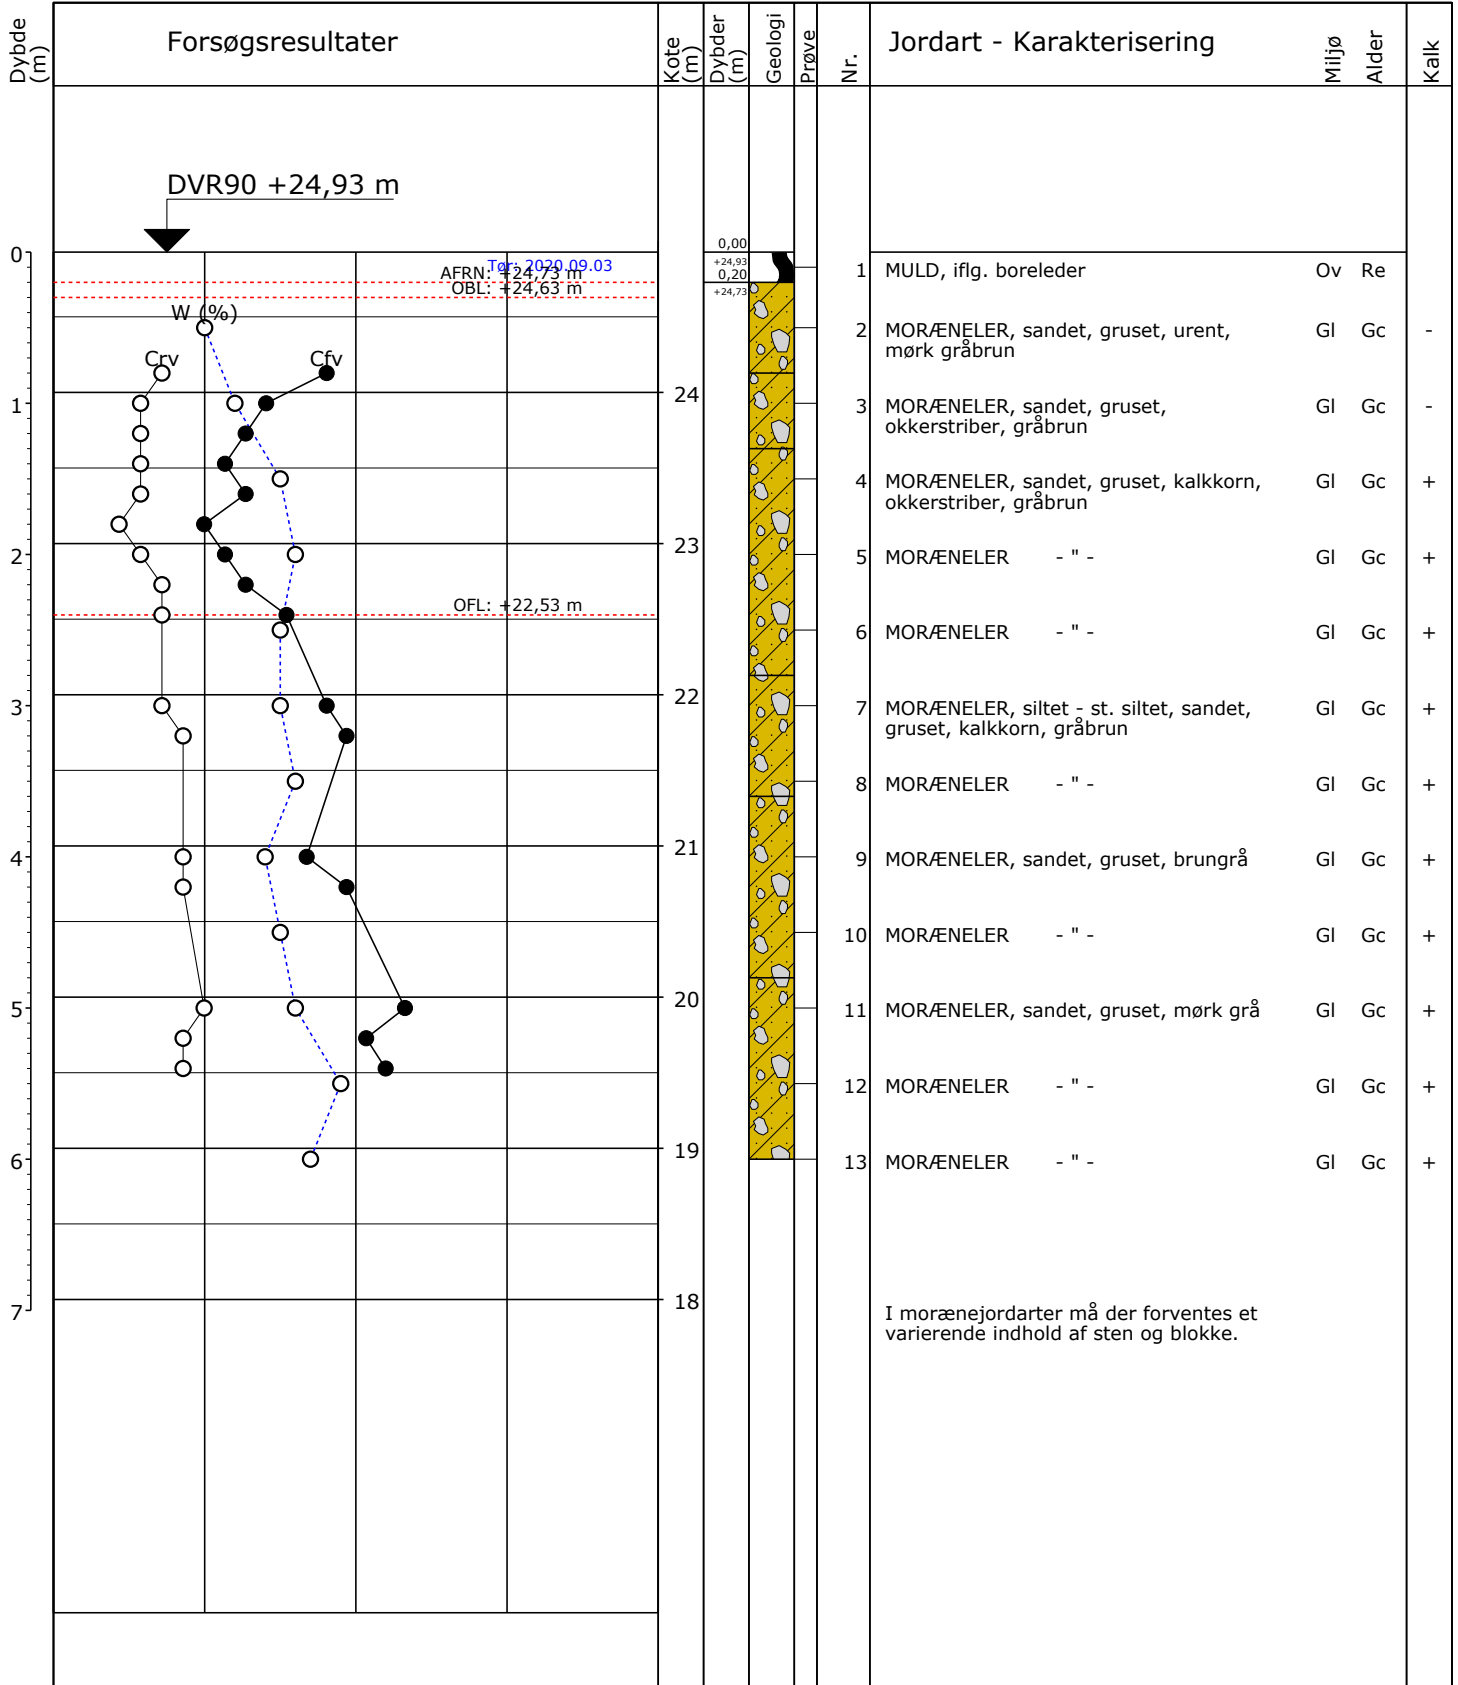 Dybde (m)
Forsøgsresultater
Kote (m)
Dybder (m)
Geologi
Prøve
Nr.
Jordart - Karakterisering
Miljø
Alder
Kalk
DVR90 +24,93 m
0
0,00
+24,93
0,20
+24,73
Tør: 2020.09.03
AFRN: +24,73 m
OBL: +24,63 m
W (%)
Crv
Cfv
OFL: +22,53 m
1
2
3
4
5
6
7
24
23
22
21
20
19
18
1 MULD, iflg. boreleder Ov Re
2 MORÆNELER, sandet, gruset, urent, Gl Gc -
mørk gråbrun
3 MORÆNELER, sandet, gruset, Gl Gc -
okkerstriber, gråbrun
4 MORÆNELER, sandet, gruset, kalkkorn, Gl Gc +
okkerstriber, gråbrun
5 MORÆNELER - " - Gl Gc +
6 MORÆNELER - " - Gl Gc +
7 MORÆNELER, siltet - st. siltet, sandet, Gl Gc +
gruset, kalkkorn, gråbrun
8 MORÆNELER - " - Gl Gc +
9 MORÆNELER, sandet, gruset, brungrå Gl Gc +
10 MORÆNELER - " - Gl Gc +
11 MORÆNELER, sandet, gruset, mørk grå Gl Gc +
12 MORÆNELER - " - Gl Gc +
13 MORÆNELER - " - Gl Gc +
I morænejordarter må der forventes et
varierende indhold af sten og blokke.